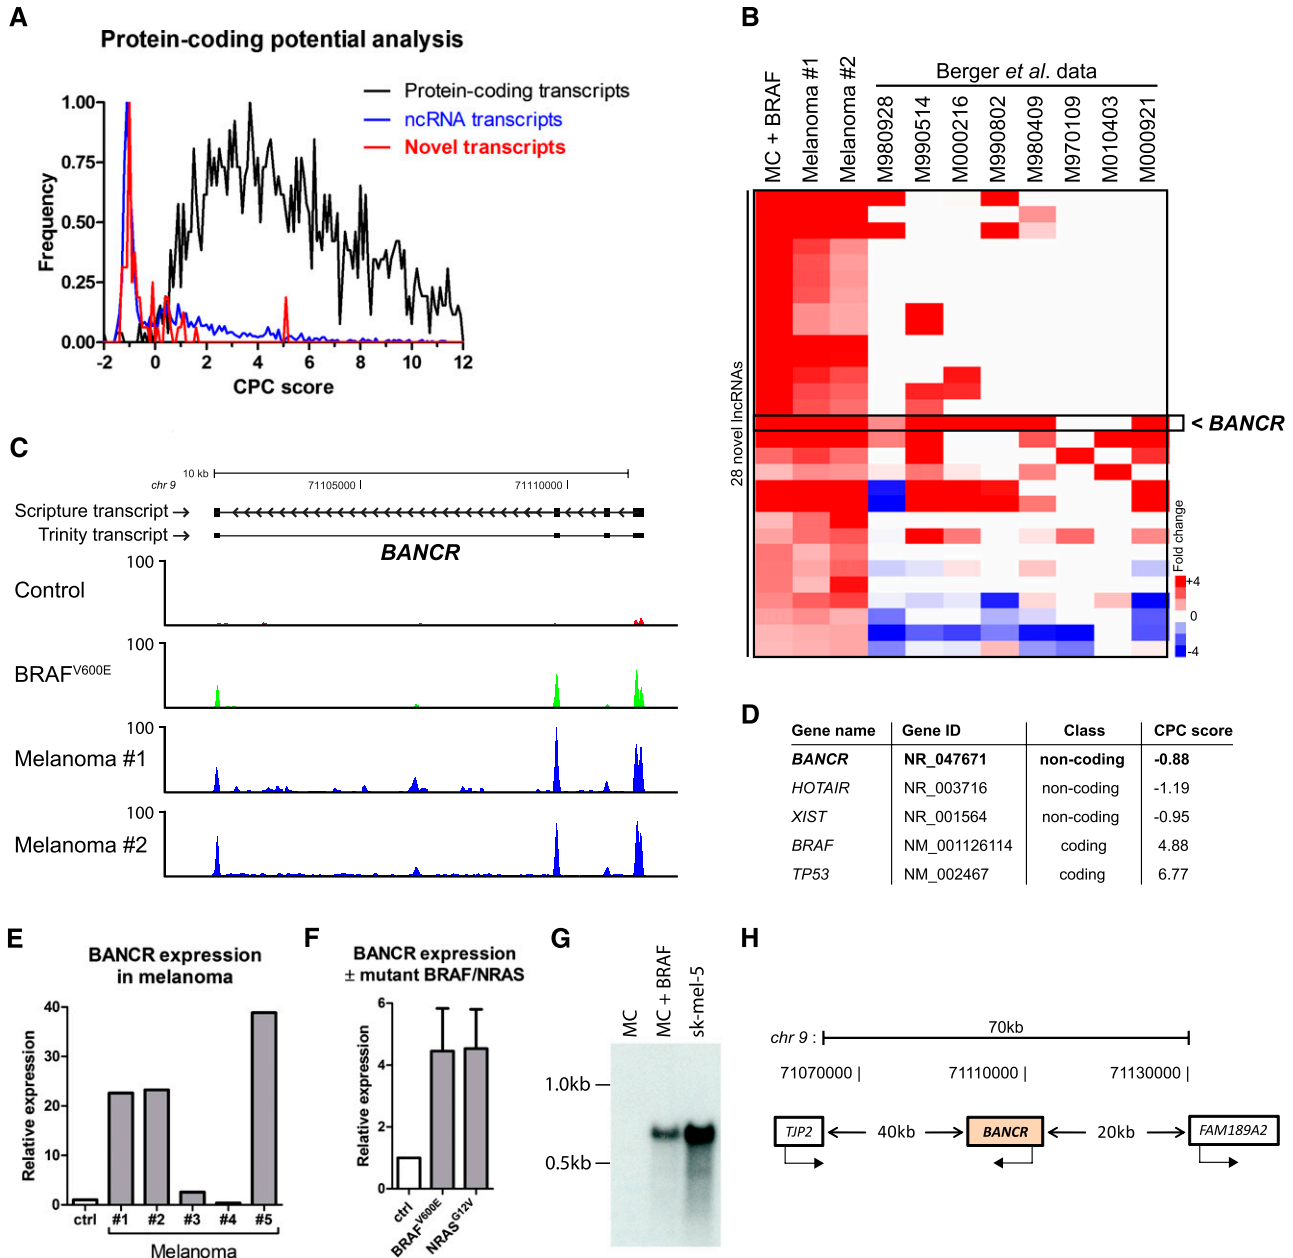 A
Protein-coding potential analysis
Protein-coding transcripts
ncRNA transcripts
Novel transcripts
1.00
0.75
0.50
0.25
0.00
Frequency
-2 0 2 4 6 8 10 12
CPC score
B
MC + BRAF
Melanoma #1
Melanoma #2
Berger et al. data
M980928
M990514
M000216
M990802
M980409
M970109
M010403
M000921
28 novel lncRNAs
< BANCR
Fold change
+4
0
-4
C
10 kb
chr 9
71105000
71110000
Scripture transcript →
Trinity transcript →
BANCR
100
Control
100
BRAFV600E
100
Melanoma #1
100
Melanoma #2
D
Gene name Gene ID Class CPC score
BANCR NR_047671 non-coding -0.88
HOTAIR NR_003716 non-coding -1.19
XIST NR_001564 non-coding -0.95
BRAF NM_001126114 coding 4.88
TP53 NM_002467 coding 6.77
E
BANCR expression
in melanoma
40
30
20
10
0
Relative expression
ctrl #1 #2 #3 #4 #5
Melanoma
F
BANCR expression
± mutant BRAF/NRAS
6
4
2
0
Relative expression
ctrl
BRAFV600E
NRASG12V
G
MC
MC + BRAF
sk-mel-5
1.0kb
0.5kb
H
70kb
chr 9 :
71070000 | 71110000 | 71130000 |
TJP2 40kb BANCR 20kb FAM189A2